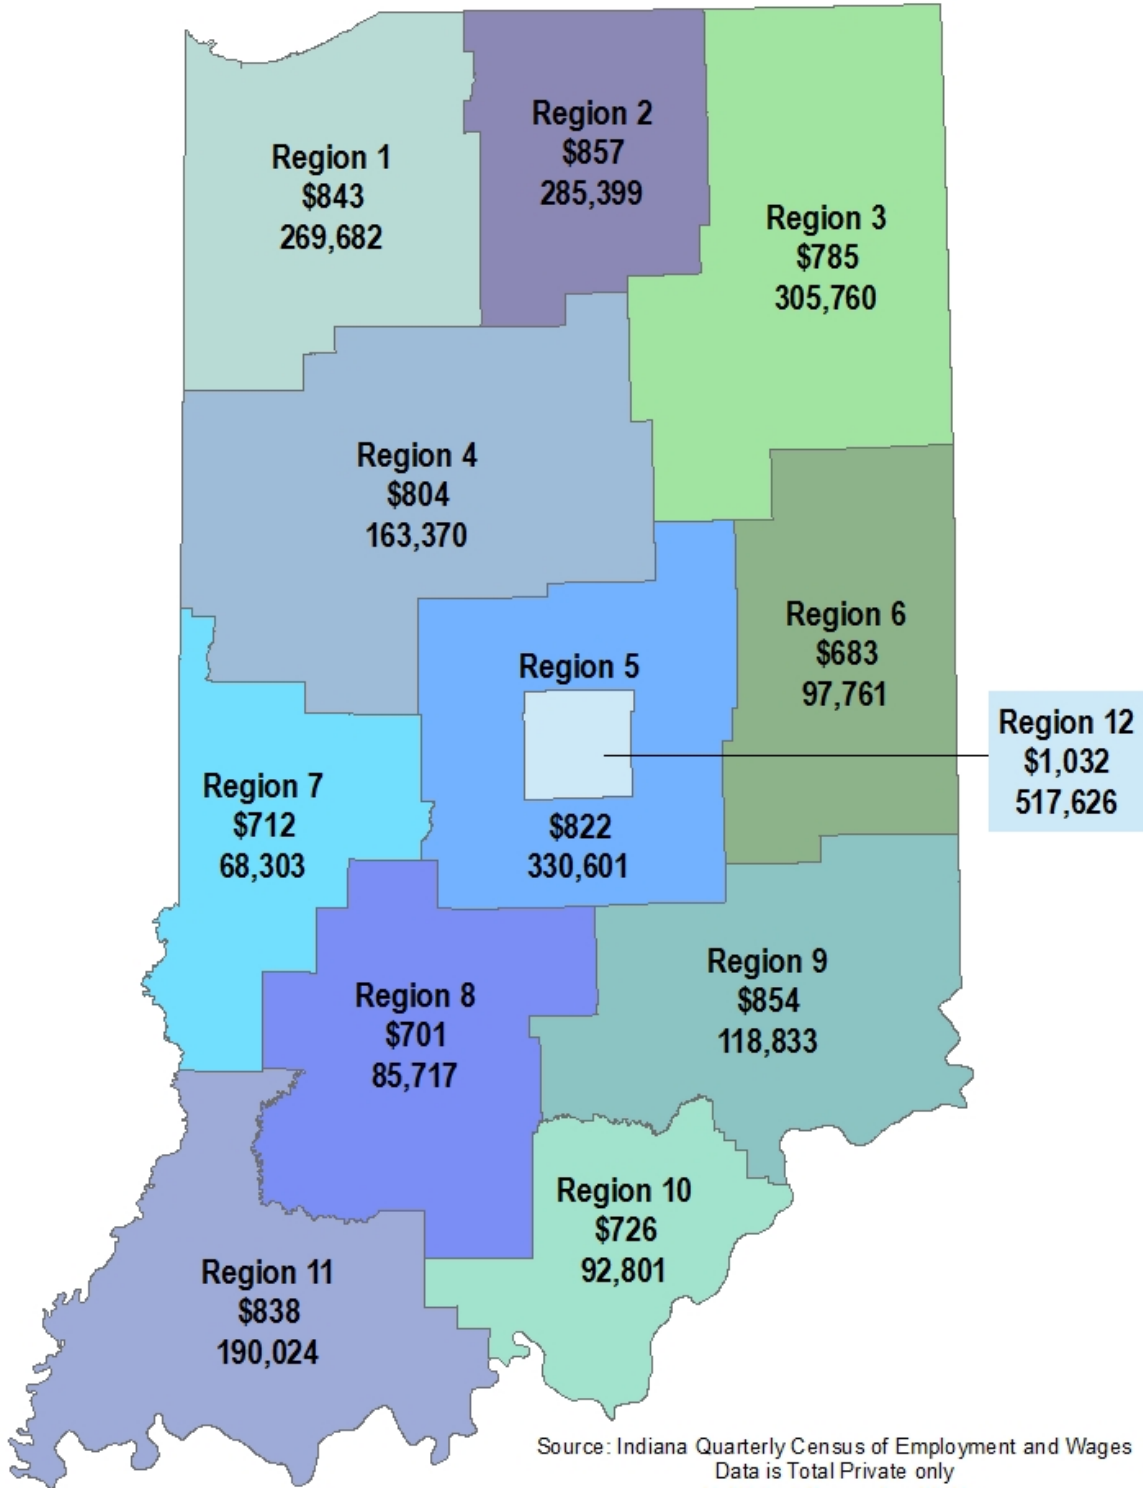 Region 1
$843
269,682
Region 2
$857
285,399
Region 3
$785
305,760
Region 4
$804
163,370
Region 5
$822
330,601
Region 6
$683
97,761
Region 12
$1,032
517,626
Region 7
$712
68,303
Region 8
$701
85,717
Region 9
$854
118,833
Region 10
$726
92,801
Region 11
$838
190,024
Source: Indiana Quarterly Census of Employment and Wages
Data is Total Private only